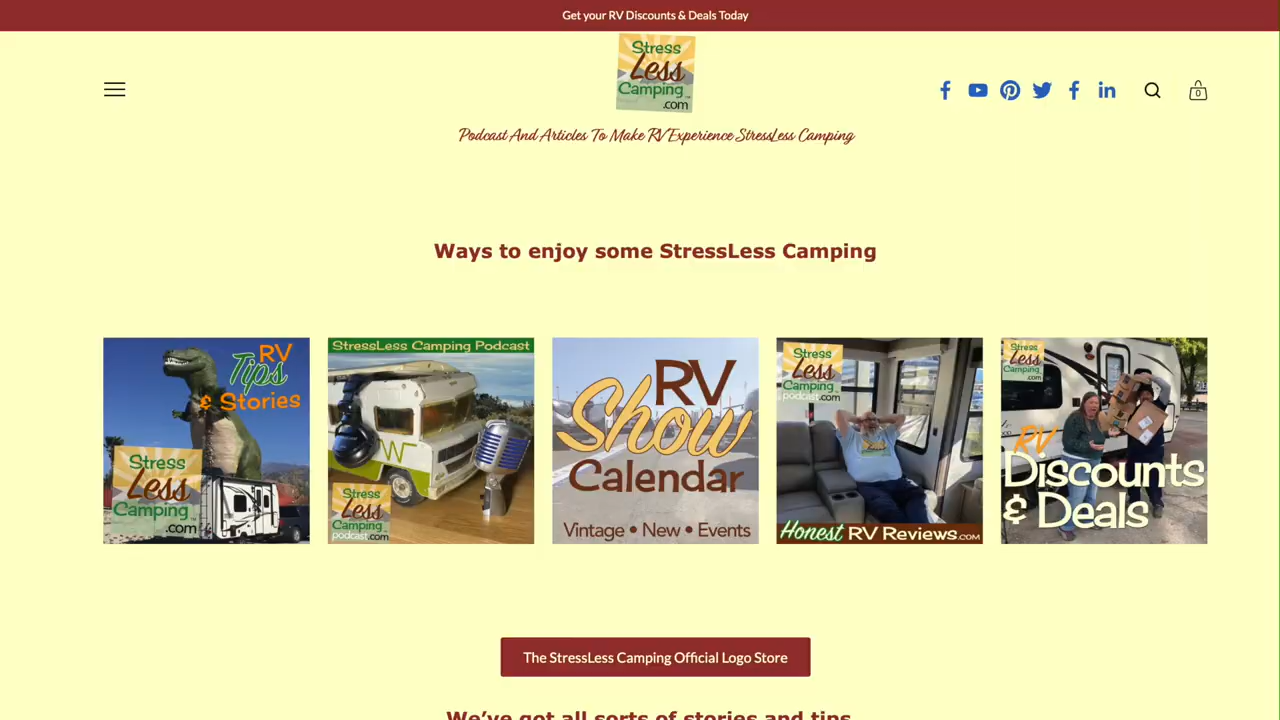 Get your RV Discounts & Deals Today
Stress
Less
Camping
.com
0
Podcast And Articles To Make RV Experience StressLess Camping
Ways to enjoy some StressLess Camping
RV
Tips
& Stories
Stress
Less
Camping
.com
StressLess Camping Podcast
W
Stress
Less
Camping
podcast.com
RV
Show
Calendar
Vintage • New • Events
Stress
Less
Camping
podcast.com
Honest RV Reviews.com
Stress
Less
Camping
.com
RV
Discounts
& Deals
The StressLess Camping Official Logo Store
We've got all sorts of stories and tips